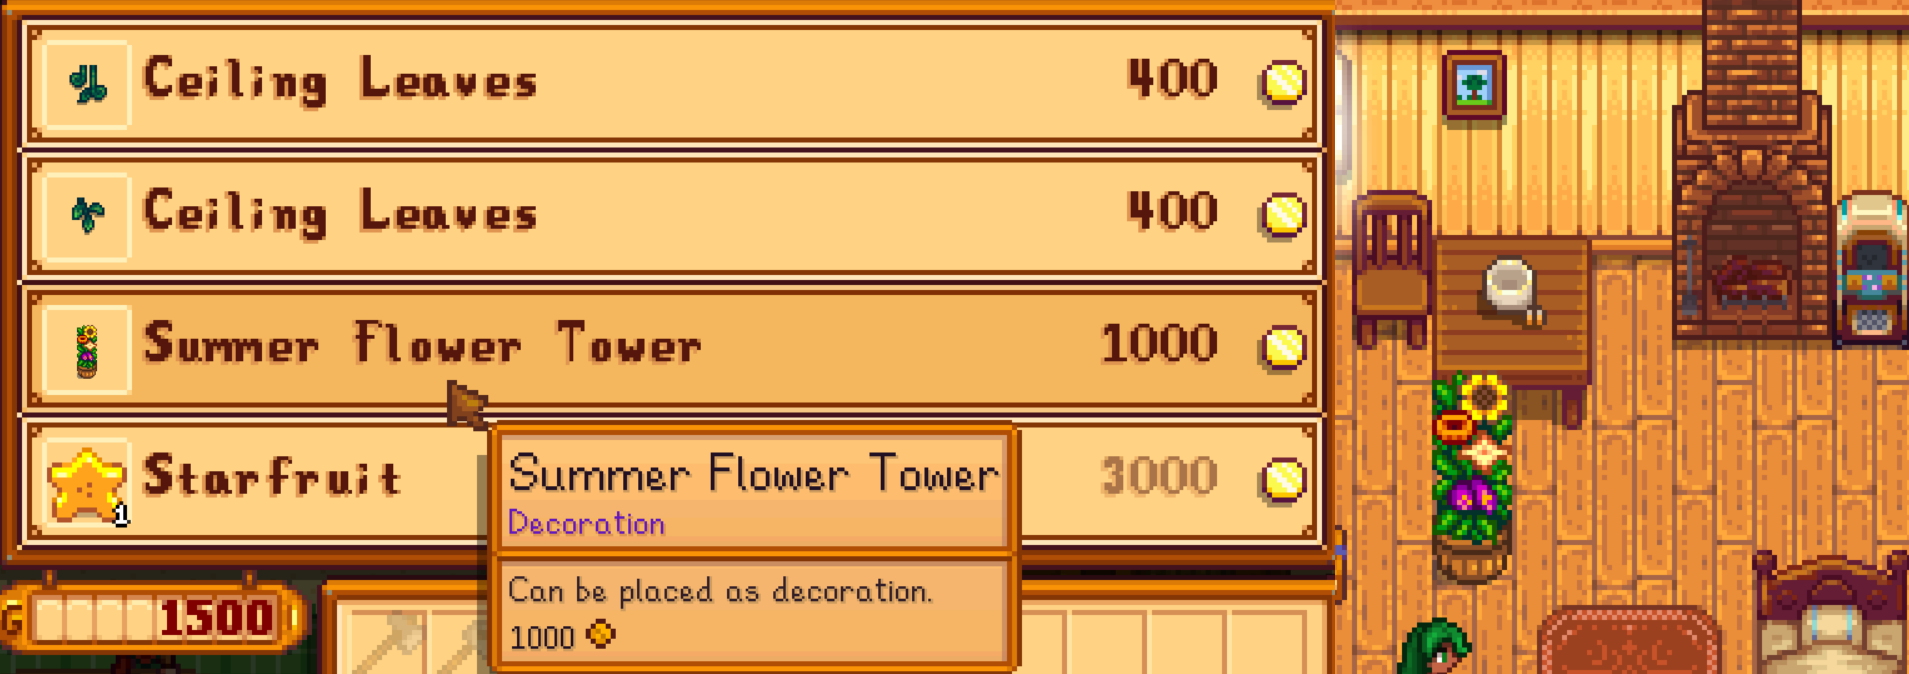 Ceiling Leaves 400
Ceiling Leaves 400
Summer Flower Tower 1000
Starfruit 3000
1
Summer Flower Tower
Decoration
Can be placed as decoration.
1000
1500